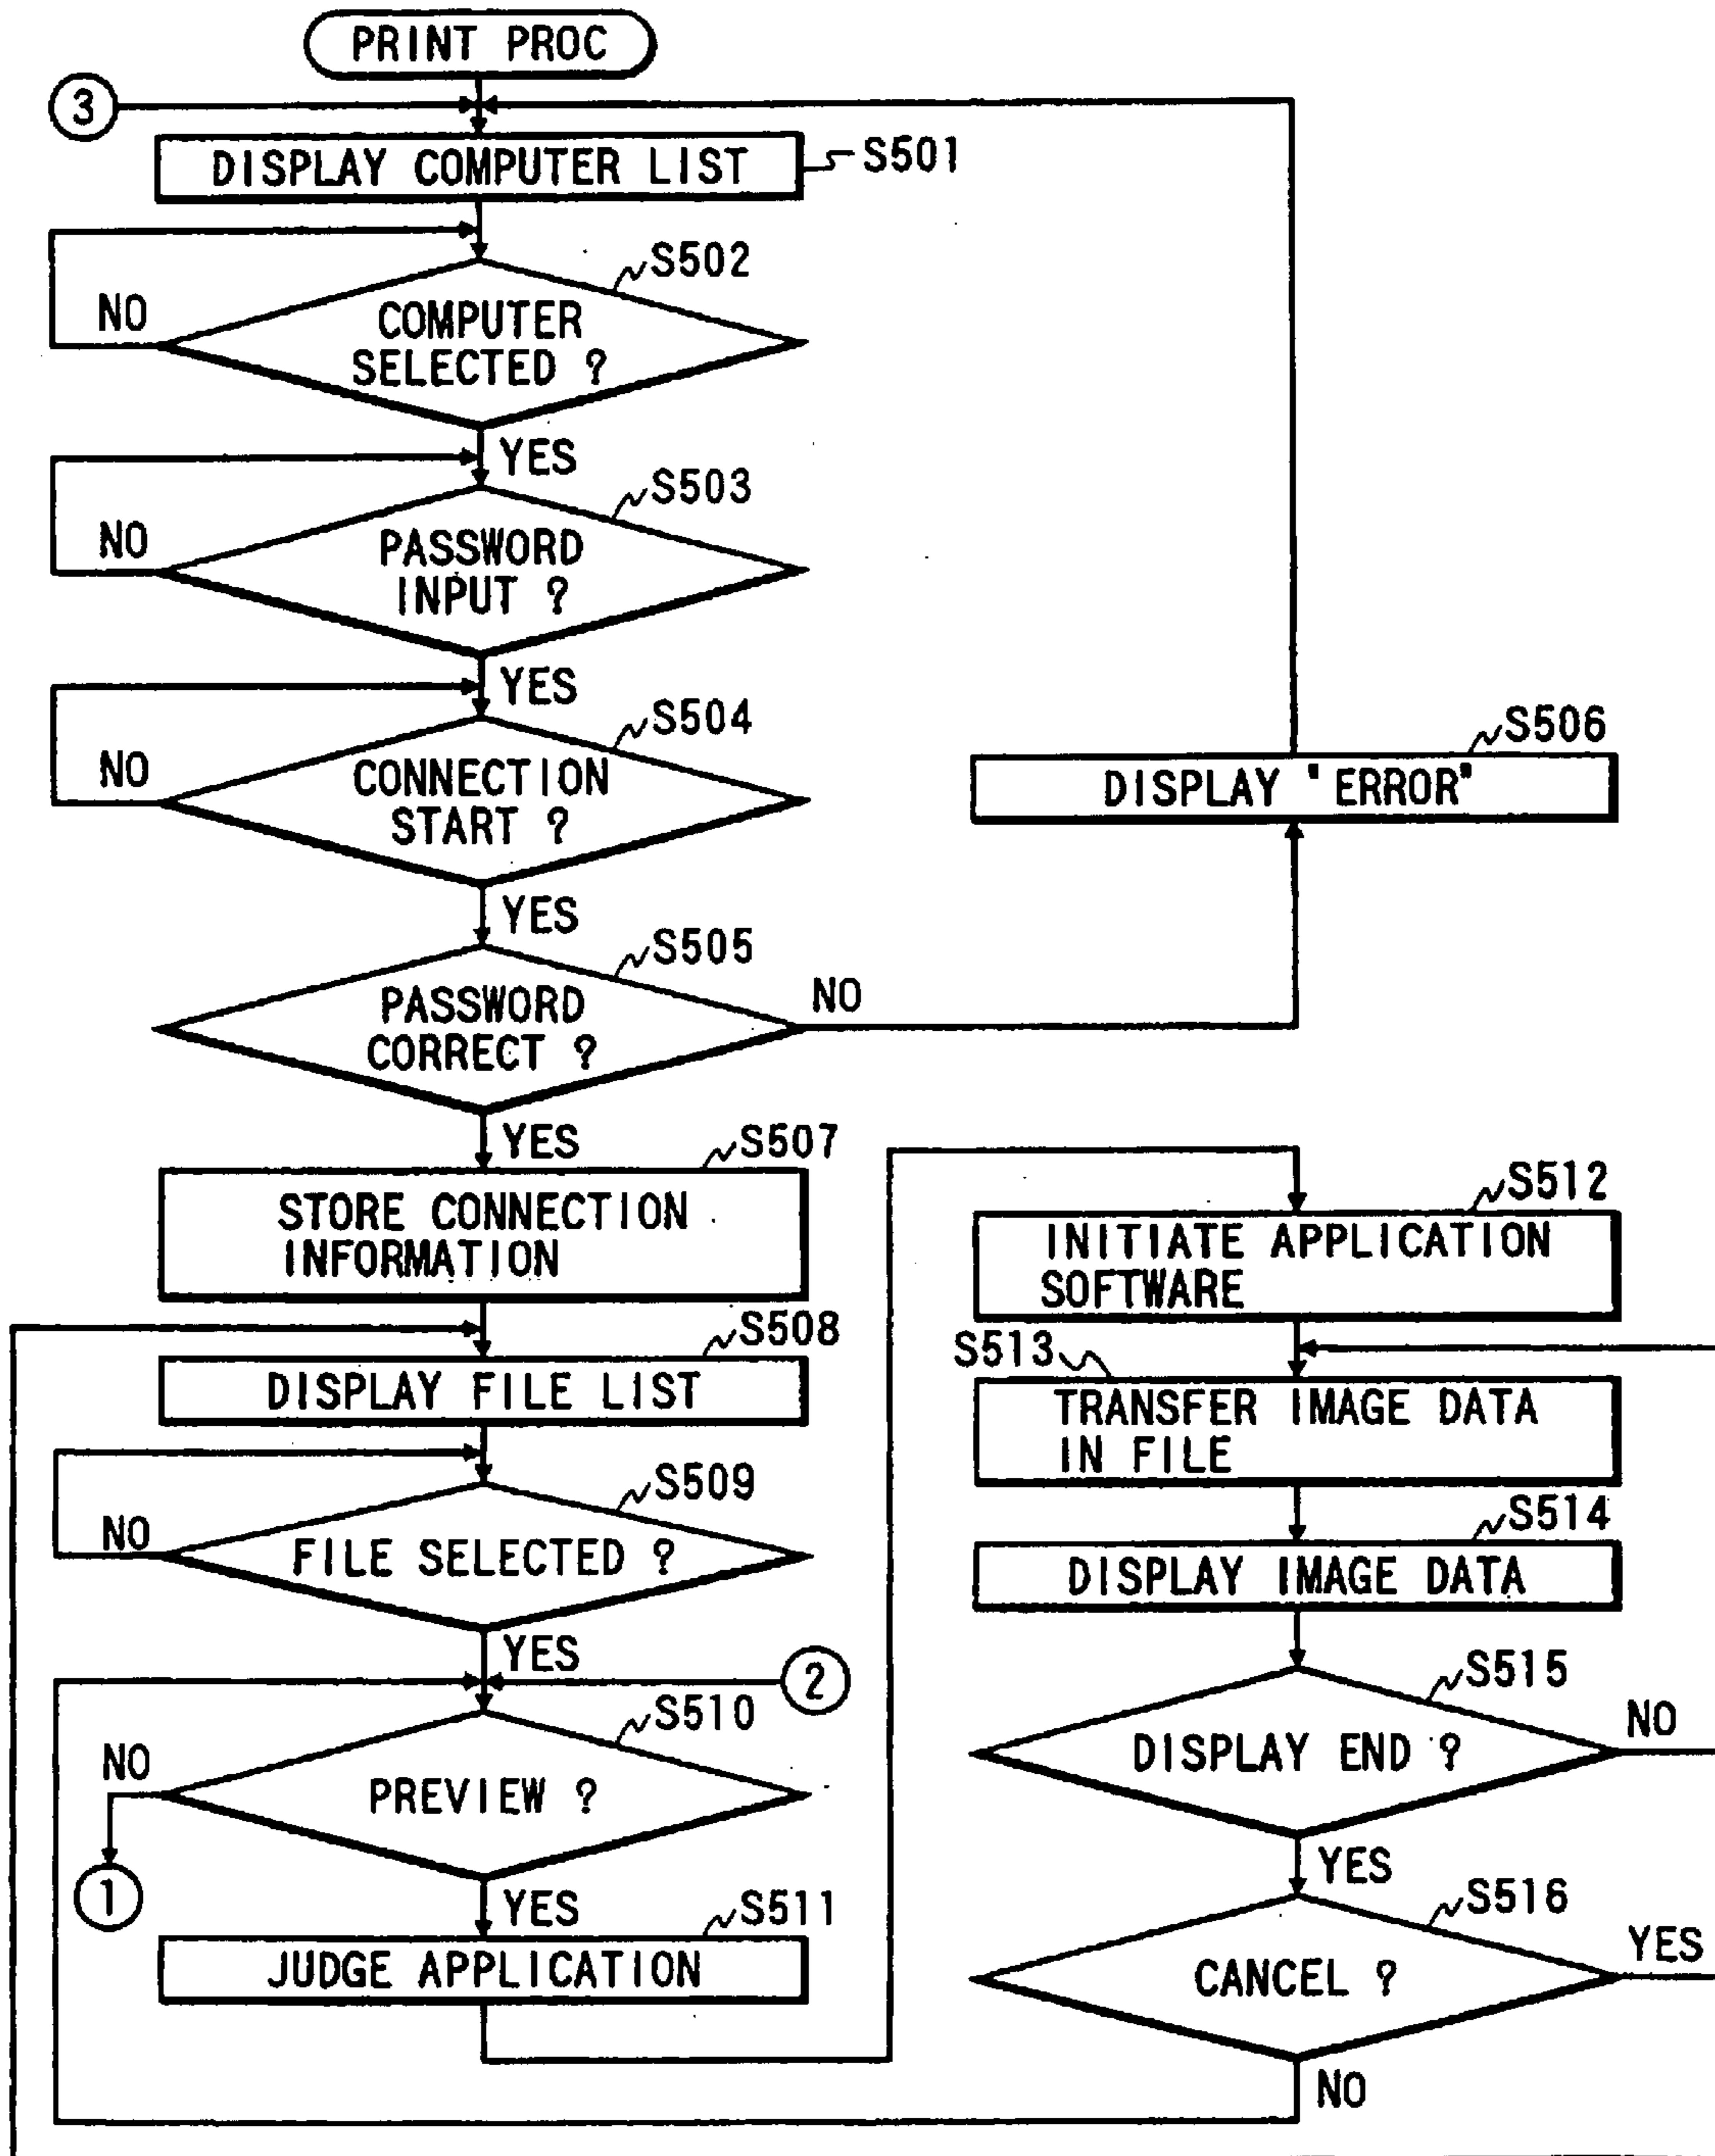 PRINT PROC
3
DISPLAY COMPUTER LIST
S501
S502
NO
COMPUTER
SELECTED ?
YES
S503
NO
PASSWORD
INPUT ?
YES
S504
NO
CONNECTION
START ?
S506
DISPLAY "ERROR"
YES
S505
PASSWORD
CORRECT ?
NO
YES
S507
STORE CONNECTION
INFORMATION
S508
DISPLAY FILE LIST
S509
NO
FILE SELECTED ?
YES
2
S510
NO
PREVIEW ?
1
YES
S511
JUDGE APPLICATION
S512
INITIATE APPLICATION
SOFTWARE
S513
TRANSFER IMAGE DATA
IN FILE
S514
DISPLAY IMAGE DATA
S515
NO
DISPLAY END ?
YES
S516
YES
CANCEL ?
NO